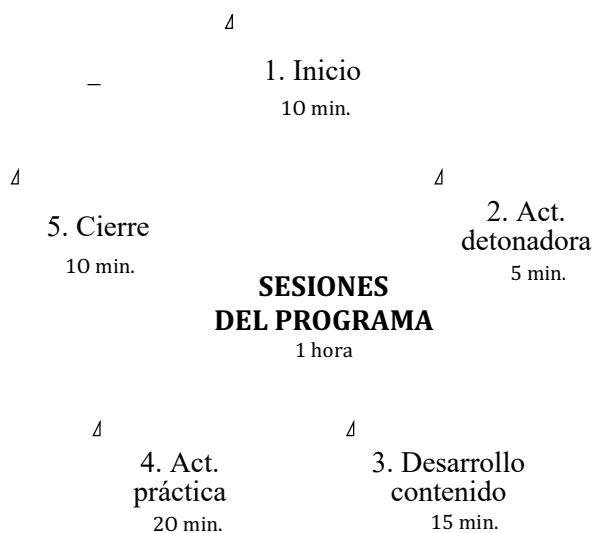 1. Inicio
10 min.
2. Act.
detonadora
5 min.
3. Desarrollo
contenido
15 min.
4. Act.
práctica
20 min.
5. Cierre
10 min.
SESIONES
DEL PROGRAMA
1 hora